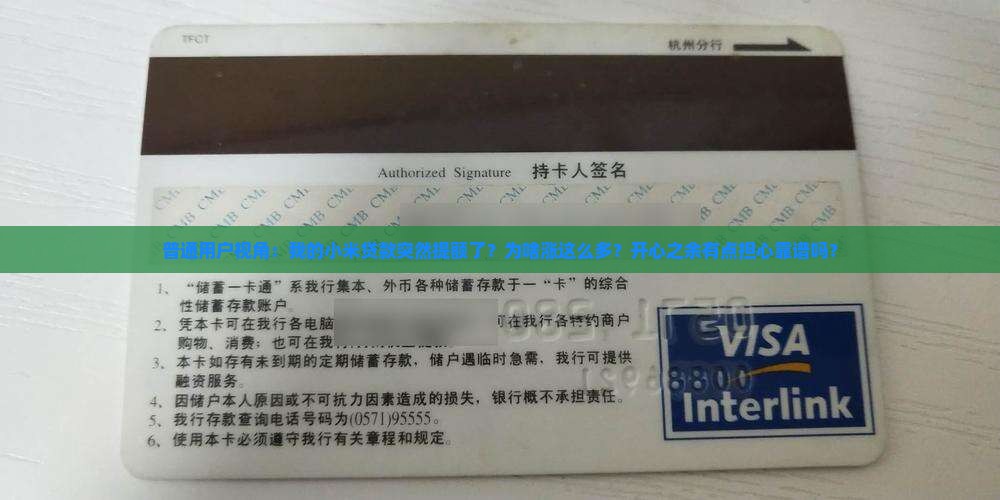 TFCT
杭州分行
Authorized Signature 持卡人签名
普通用户视角：我的小米贷款突然提额了？为啥涨这么多？开心之余有点担心靠谱吗？
1、“储蓄一卡通”系我行集本、外币各种储蓄存款于一“卡”的综合
性储蓄存款账户
2、凭本卡可在我行各电脑 可在我行各特约商户
购物、消费；也可在我
3、本卡如存有未到期的定期储蓄存款，储户遇临时急需，我行可提供
融资服务。
4、因储户本人原因或不可抗力因素造成的损失，银行概不承担责任。
5、我行存款查询电话号码为(0571)95555。
6、使用本卡必须遵守我行有关章程和规定。
VISA
Interlink